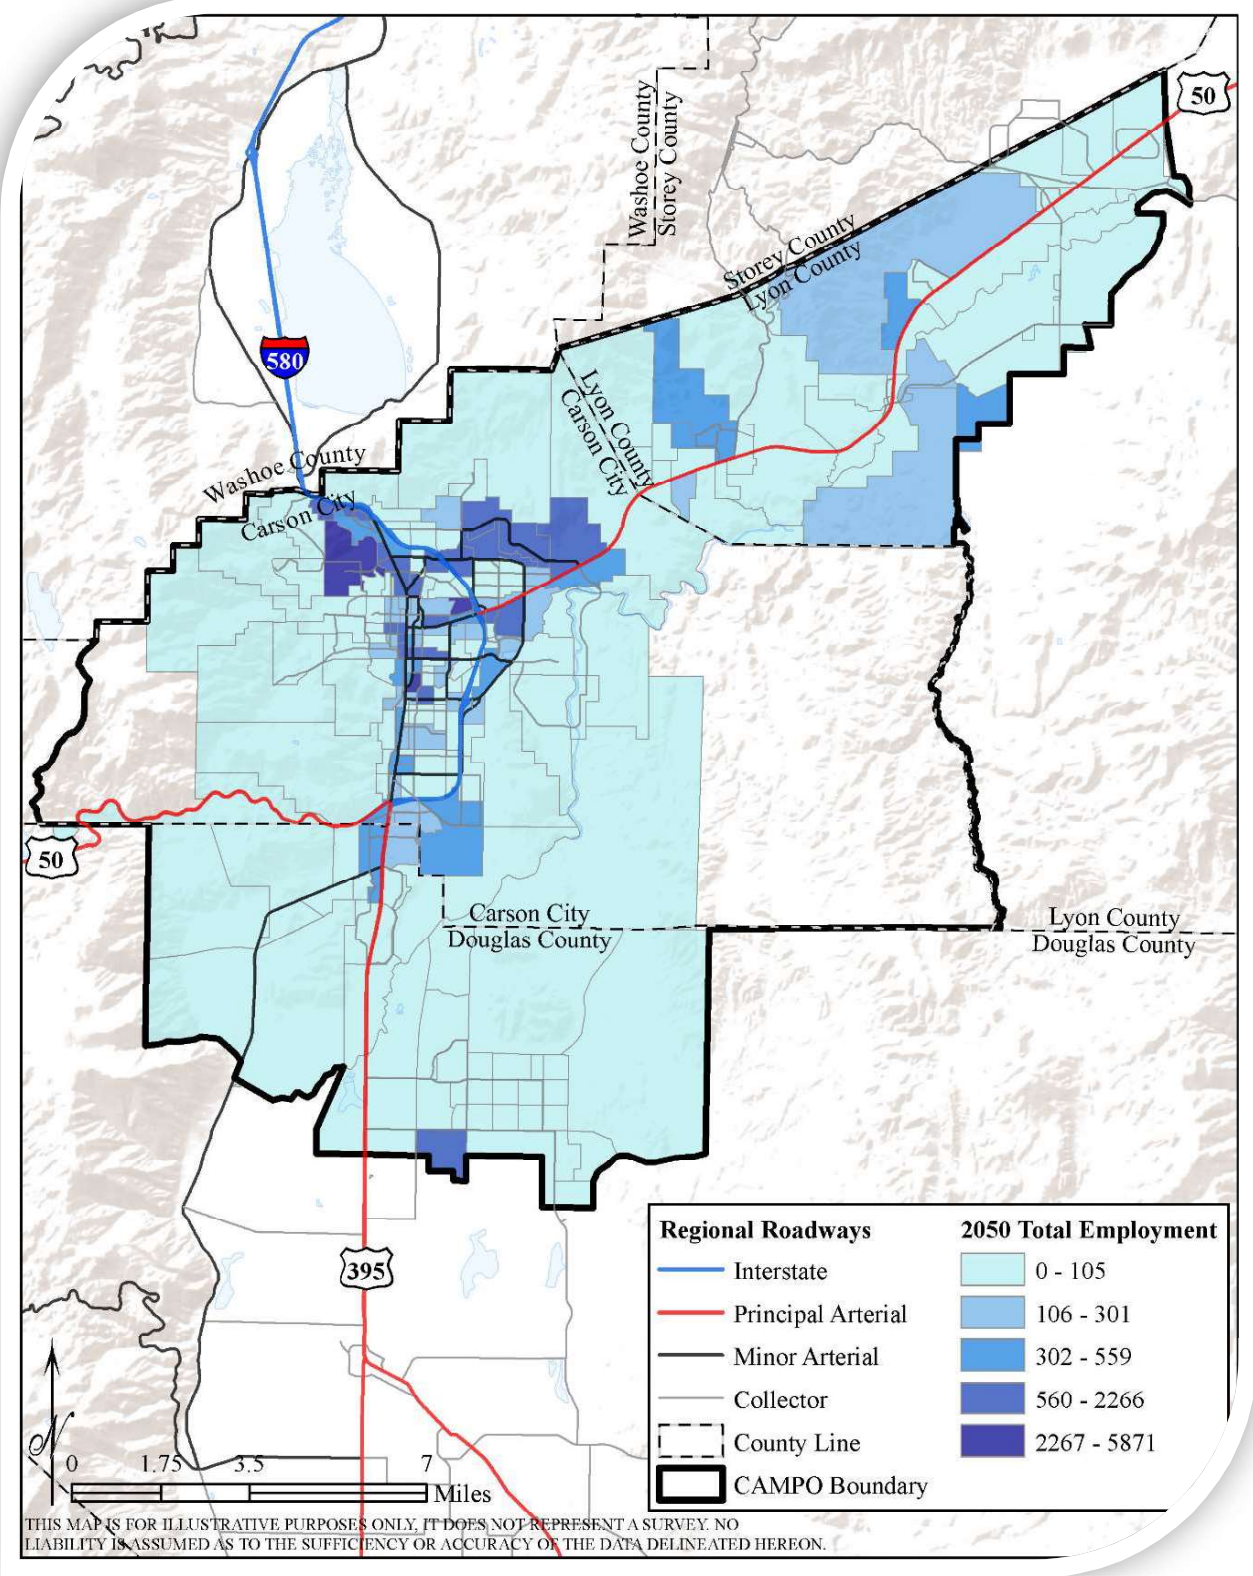 50
Washoe County
Storey County
Storey County
Lyon County
580
Lyon County
Carson City
Washoe County
Carson City
50
Carson City
Douglas County
Lyon County
Douglas County
395
Regional Roadways
Interstate
Principal Arterial
Minor Arterial
Collector
County Line
CAMPO Boundary
2050 Total Employment
0 - 105
106 - 301
302 - 559
560 - 2266
2267 - 5871
N
0 1.75 3.5 7
Miles
THIS MAP IS FOR ILLUSTRATIVE PURPOSES ONLY, IT DOES NOT REPRESENT A SURVEY. NO
LIABILITY IS ASSUMED AS TO THE SUFFICIENCY OR ACCURACY OF THE DATA DELINEATED HEREON.